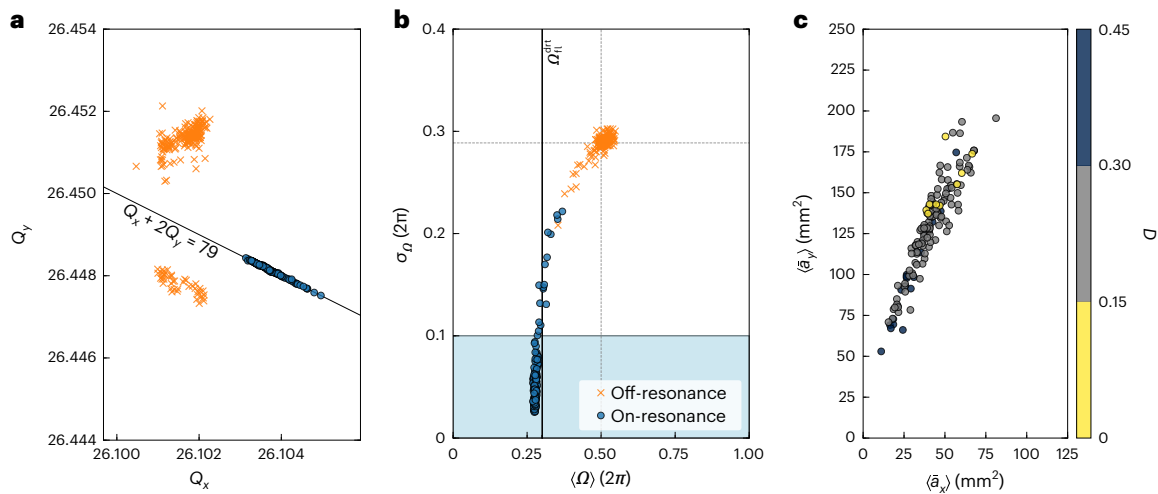 a
26.454
26.452
26.450
26.448
26.446
26.444
Q_y
Q_x + 2Q_y = 79
26.100
26.102
26.104
Q_x
b
0.4
0.3
0.2
0.1
0
σ_Ω (2π)
Ω_fl^drt
Off-resonance
On-resonance
0
0.25
0.50
0.75
1.00
⟨Ω⟩ (2π)
c
250
225
200
175
150
125
100
75
50
25
0
⟨ā_y⟩ (mm²)
0
25
50
75
100
125
⟨ā_x⟩ (mm²)
0.45
0.30
0.15
0
D